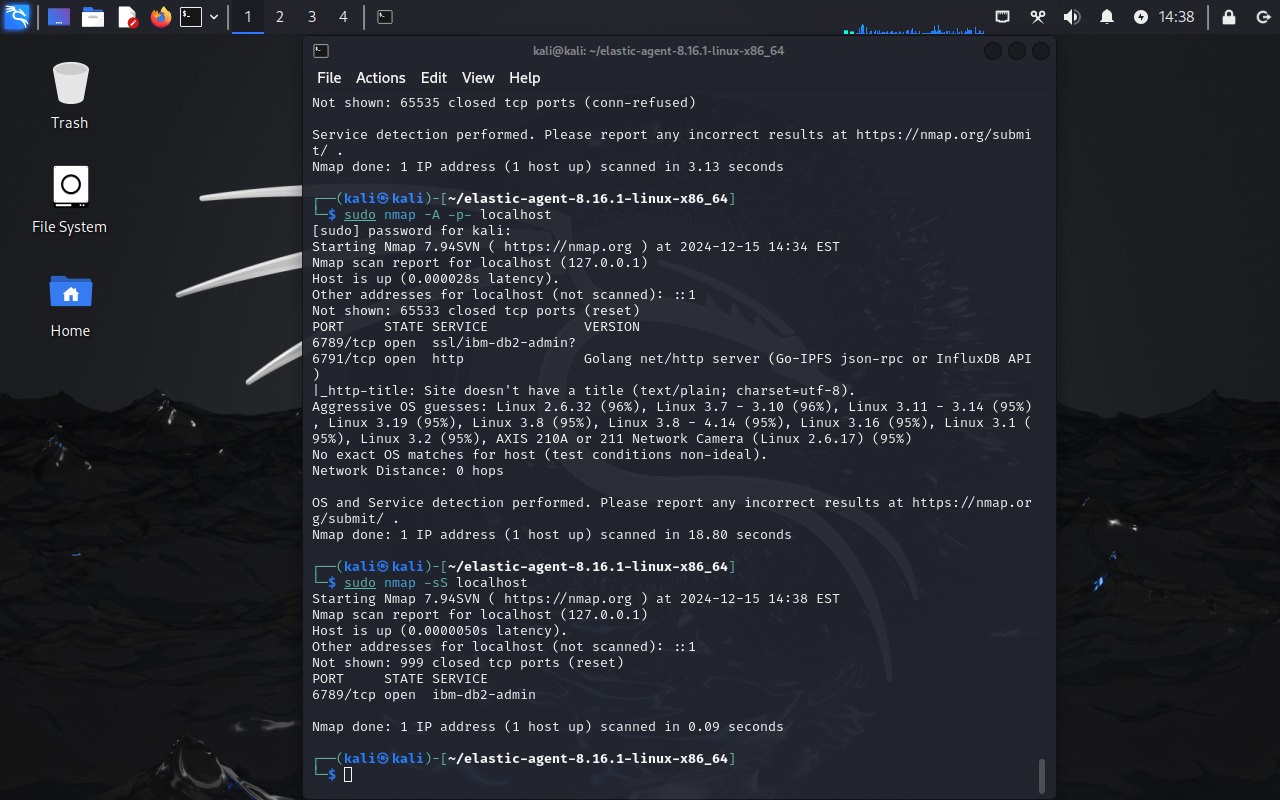 1 2 3 4
14:38
kali@kali: ~/elastic-agent-8.16.1-linux-x86_64
File Actions Edit View Help
Trash
File System
Home
Not shown: 65535 closed tcp ports (conn-refused)
Service detection performed. Please report any incorrect results at https://nmap.org/submi
t/ .
Nmap done: 1 IP address (1 host up) scanned in 3.13 seconds
┌──(kali㉿kali)-[~/elastic-agent-8.16.1-linux-x86_64]
└─$ sudo nmap -A -p- localhost
[sudo] password for kali:
Starting Nmap 7.94SVN ( https://nmap.org ) at 2024-12-15 14:34 EST
Nmap scan report for localhost (127.0.0.1)
Host is up (0.000028s latency).
Other addresses for localhost (not scanned): ::1
Not shown: 65533 closed tcp ports (reset)
PORT     STATE SERVICE            VERSION
6789/tcp open  ssl/ibm-db2-admin?
6791/tcp open  http               Golang net/http server (Go-IPFS json-rpc or InfluxDB API
)
|_http-title: Site doesn't have a title (text/plain; charset=utf-8).
Aggressive OS guesses: Linux 2.6.32 (96%), Linux 3.7 - 3.10 (96%), Linux 3.11 - 3.14 (95%)
, Linux 3.19 (95%), Linux 3.8 (95%), Linux 3.8 - 4.14 (95%), Linux 3.16 (95%), Linux 3.1 (
95%), Linux 3.2 (95%), AXIS 210A or 211 Network Camera (Linux 2.6.17) (95%)
No exact OS matches for host (test conditions non-ideal).
Network Distance: 0 hops
OS and Service detection performed. Please report any incorrect results at https://nmap.or
g/submit/ .
Nmap done: 1 IP address (1 host up) scanned in 18.80 seconds
┌──(kali㉿kali)-[~/elastic-agent-8.16.1-linux-x86_64]
└─$ sudo nmap -sS localhost
Starting Nmap 7.94SVN ( https://nmap.org ) at 2024-12-15 14:38 EST
Nmap scan report for localhost (127.0.0.1)
Host is up (0.0000050s latency).
Other addresses for localhost (not scanned): ::1
Not shown: 999 closed tcp ports (reset)
PORT     STATE SERVICE
6789/tcp open  ibm-db2-admin
Nmap done: 1 IP address (1 host up) scanned in 0.09 seconds
┌──(kali㉿kali)-[~/elastic-agent-8.16.1-linux-x86_64]
└─$